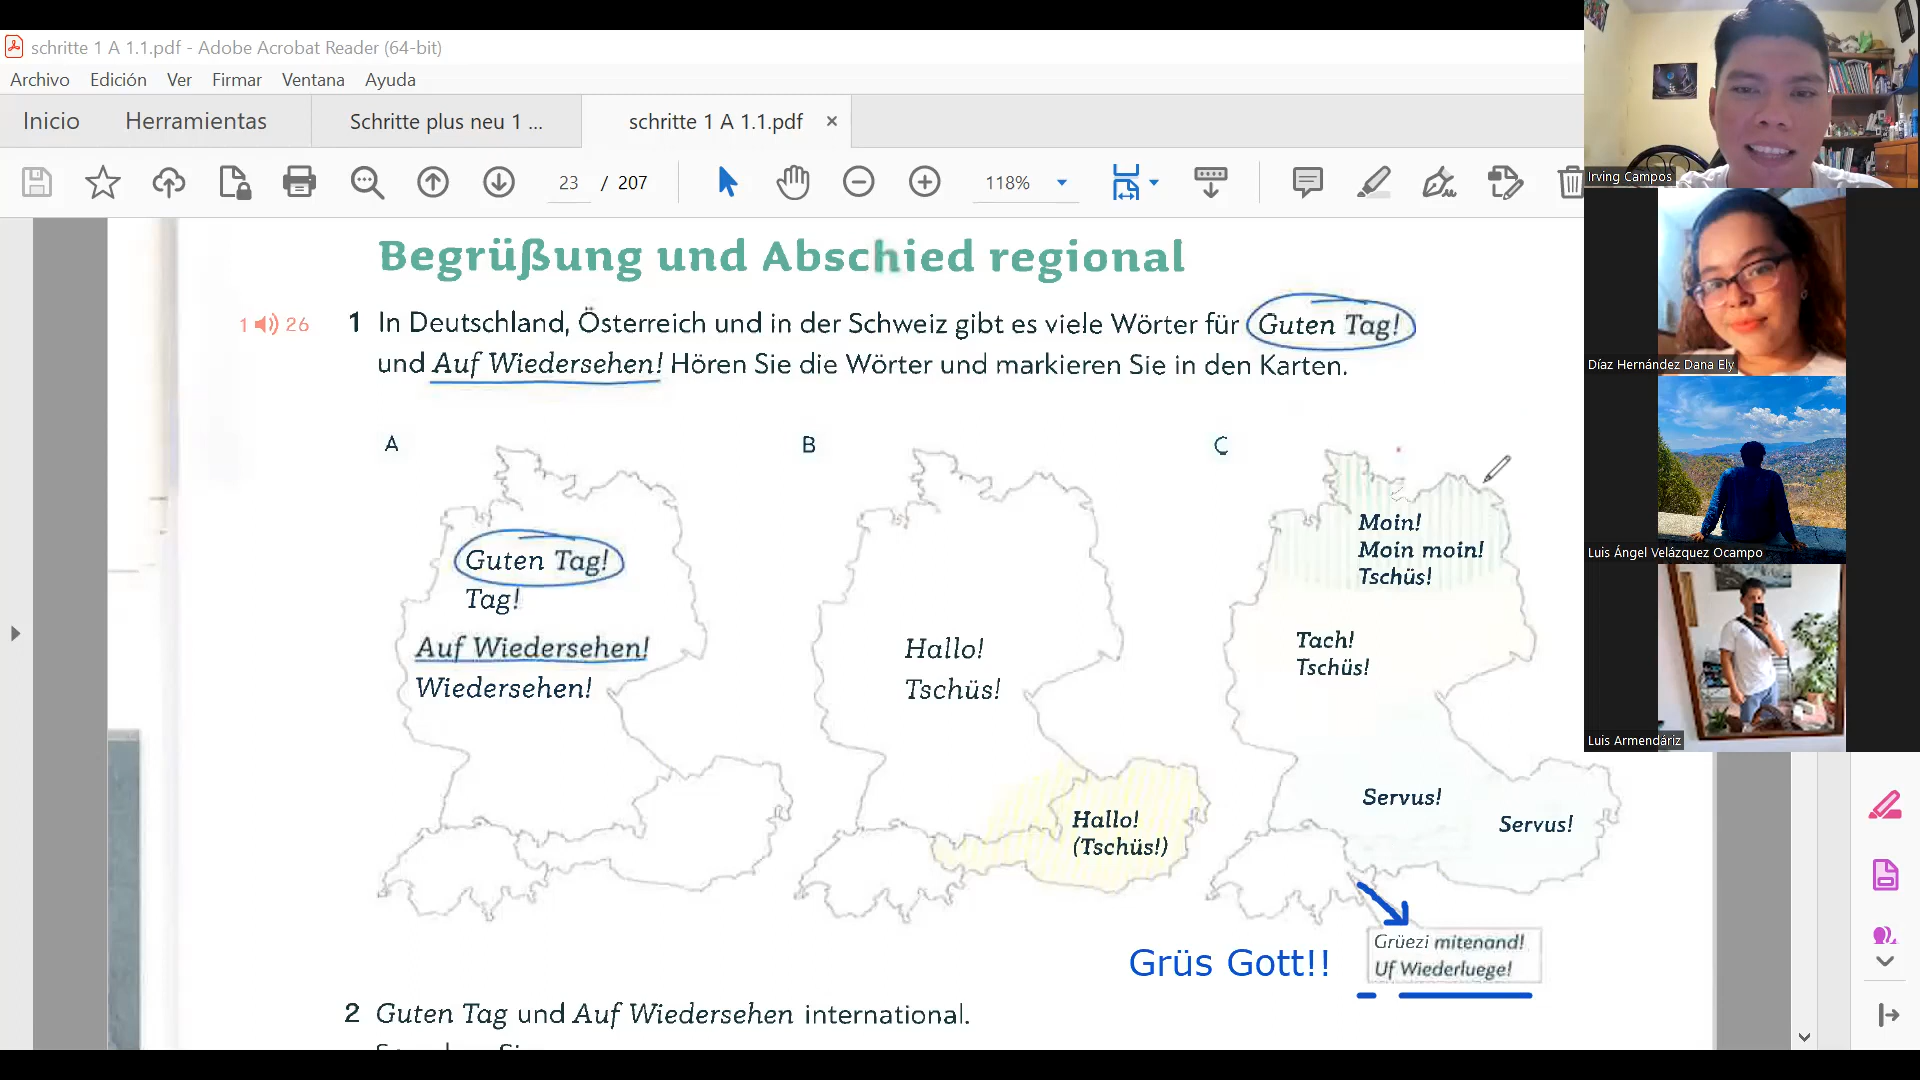 schritte 1 A 1.1.pdf - Adobe Acrobat Reader (64-bit)
Archivo Edición Ver Firmar Ventana Ayuda
Inicio Herramientas Schritte plus neu 1 ... schritte 1 A 1.1.pdf ×
23 / 207 118%
Begrüßung und Abschied regional
1 26 1 In Deutschland, Österreich und in der Schweiz gibt es viele Wörter für Guten Tag!
und Auf Wiedersehen! Hören Sie die Wörter und markieren Sie in den Karten.
A
Guten Tag!
Tag!
Auf Wiedersehen!
Wiedersehen!
B
Hallo!
Tschüs!
Hallo!
(Tschüs!)
C
Moin!
Moin moin!
Tschüs!
Tach!
Tschüs!
Servus!
Servus!
Grüezi mitenand!
Uf Wiederluege!
Grüs Gott!!
2 Guten Tag und Auf Wiedersehen international.
Irving Campos
Díaz Hernández Dana Ely
Luis Ángel Velázquez Ocampo
Luis Armendáriz